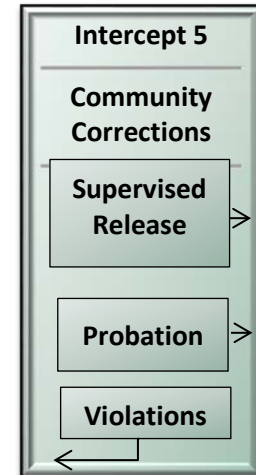 Intercept 5
Community
Corrections
Supervised
Release
Probation
Violations